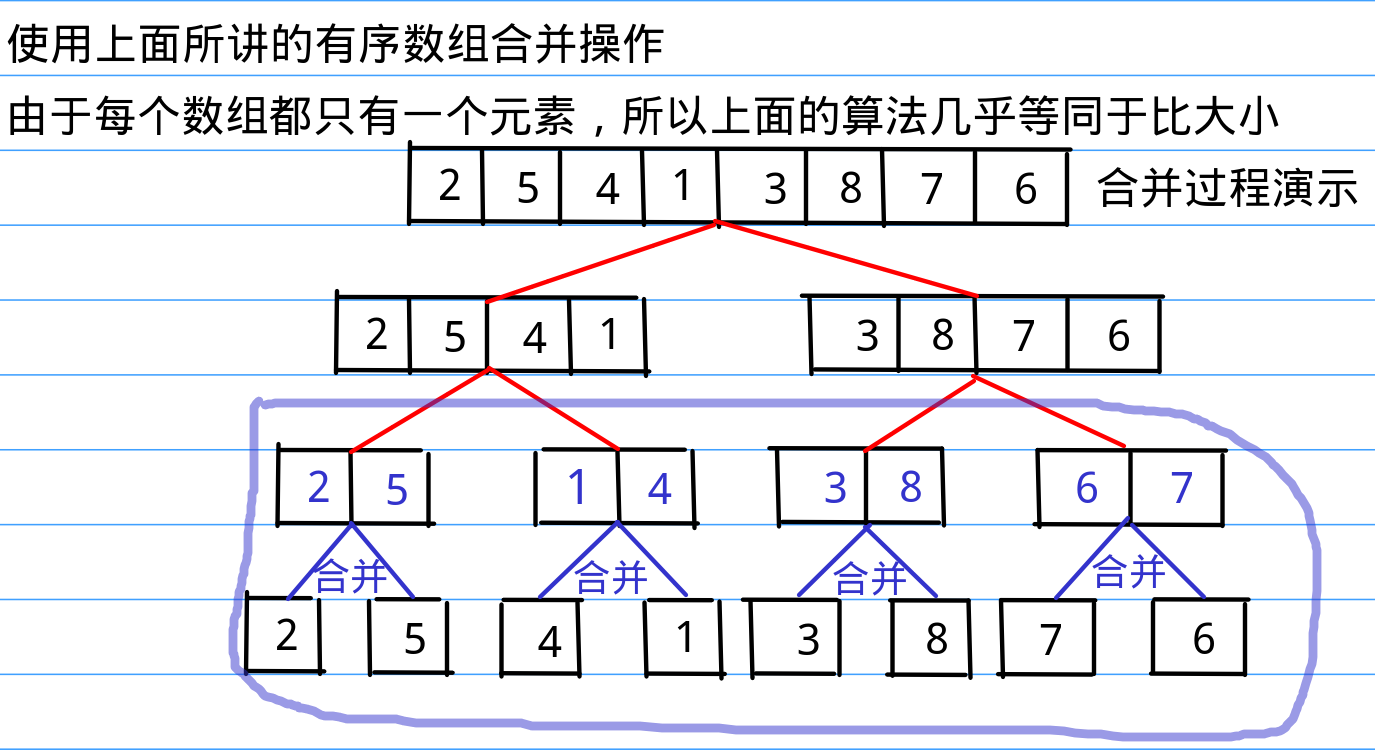 使用上面所讲的有序数组合并操作
由于每个数组都只有一个元素，所以上面的算法几乎等同于比大小
2 5 4 1 3 8 7 6 合并过程演示
2 5 4 1 3 8 7 6
2 5 1 4 3 8 6 7
合并 合并 合并 合并
2 5 4 1 3 8 7 6